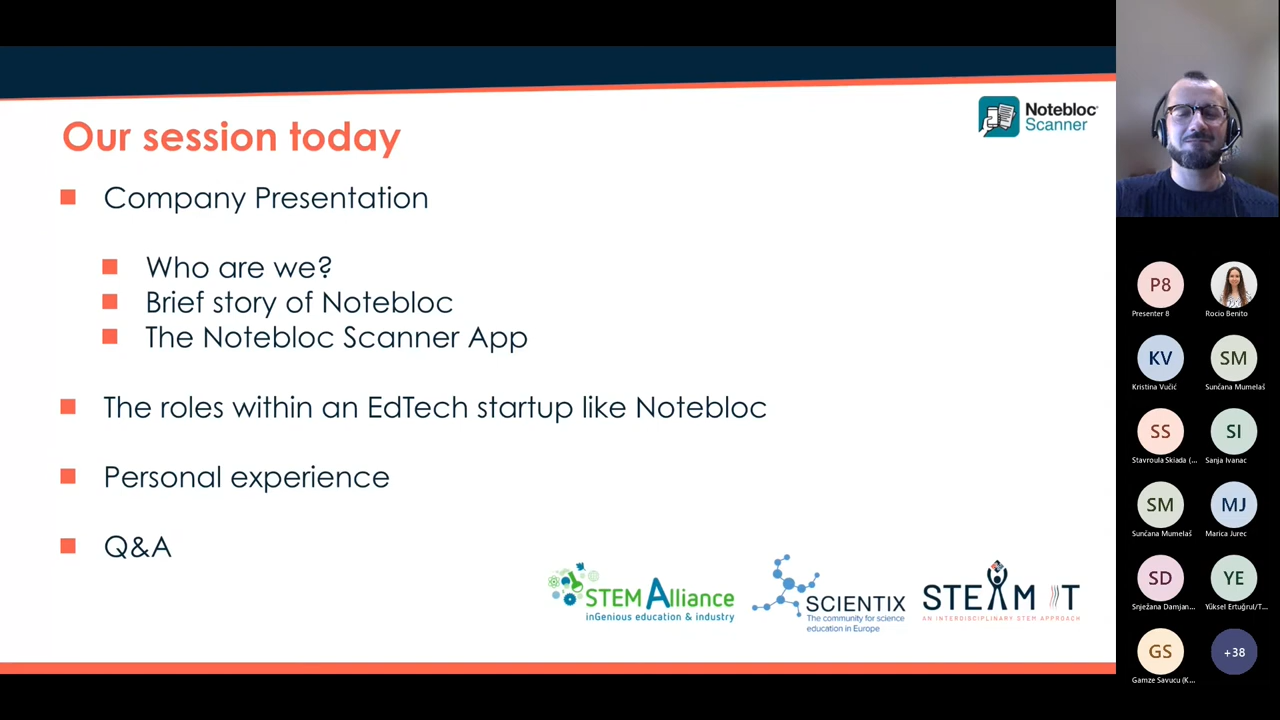 Notebloc®
Scanner
Our session today
Company Presentation
Who are we?
Brief story of Notebloc
The Notebloc Scanner App
The roles within an EdTech startup like Notebloc
Personal experience
Q&A
STEM Alliance
inGenious education & industry
SCIENTIX
The community for science
education in Europe
STEAM IT
AN INTERDISCIPLINARY STEM APPROACH
P8
Presenter 8
Rocio Benito
KV
Kristina Vučić
SM
Sunčana Mumelaš
SS
Stavroula Skiada (...
SI
Sanja Ivanac
SM
Sunčana Mumelaš
MJ
Marica Jurec
SD
Snježana Damjan...
YE
Yüksel Ertuğrul/T...
GS
Gamze Savucu (K...
+38